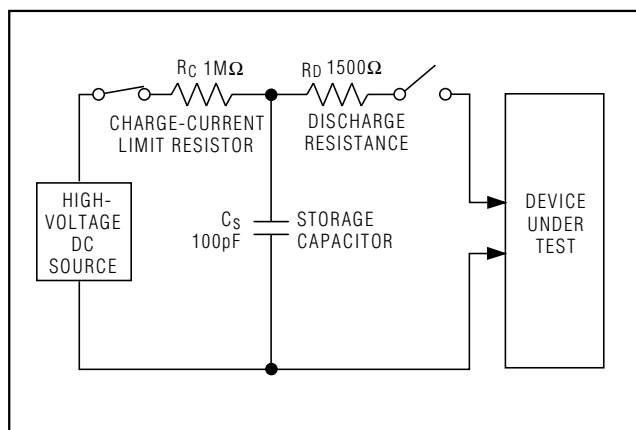 RC 1MΩ
CHARGE-CURRENT
LIMIT RESISTOR
RD 1500Ω
DISCHARGE
RESISTANCE
HIGH-
VOLTAGE
DC
SOURCE
CS
100pF
STORAGE
CAPACITOR
DEVICE
UNDER
TEST